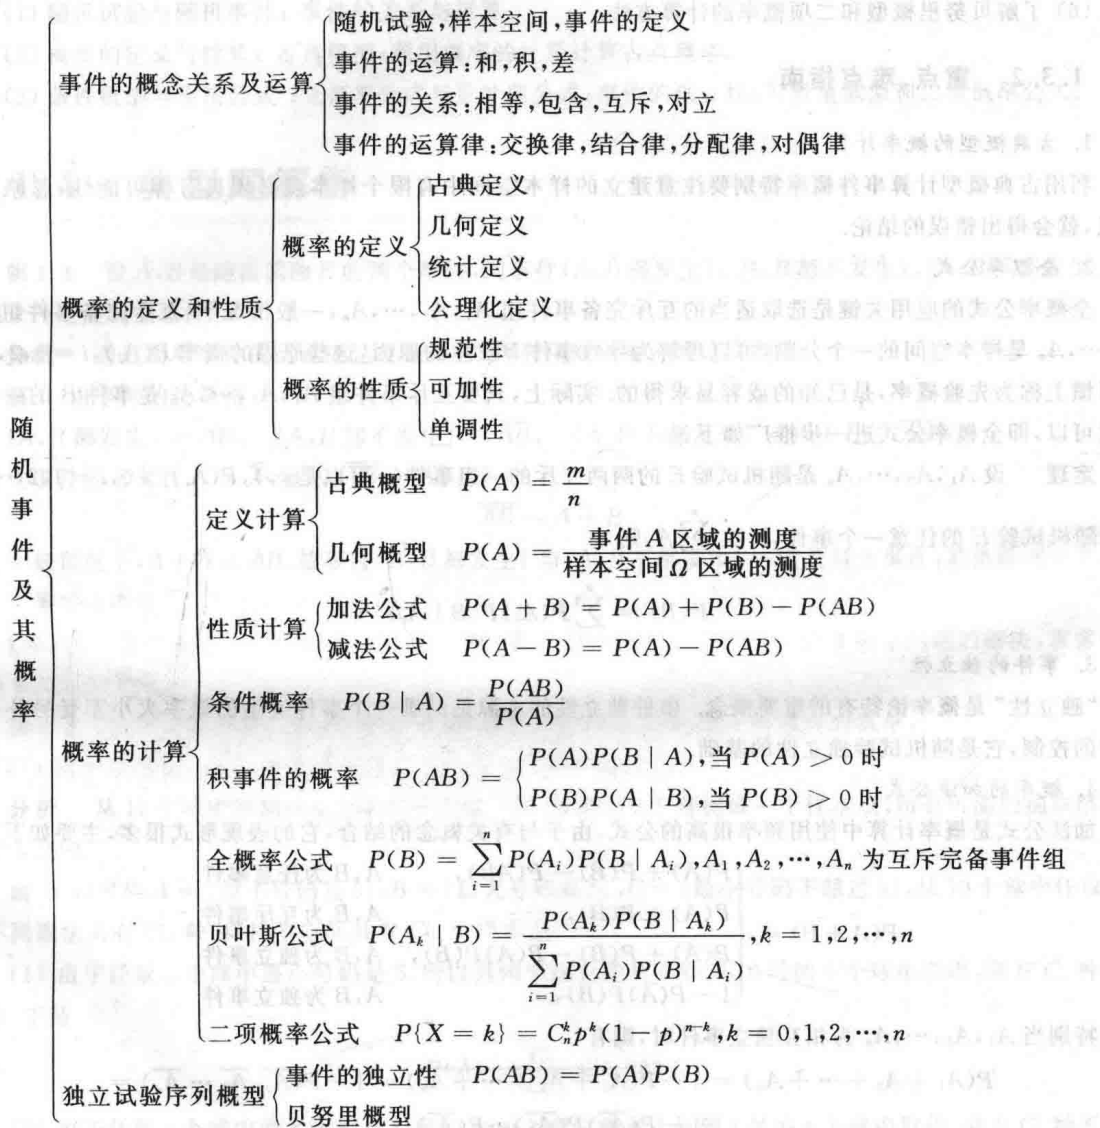 随机试验,样本空间,事件的定义
事件的概念关系及运算
事件的运算:和,积,差
事件的关系:相等,包含,互斥,对立
事件的运算律,交换律,结合律,分配律,对偶律
古典定义
概率的定义
几何定义
统计定义
概率的定义和性质
公理化定义
规范性
概率的性质
可加性
单调性
随机事件及其概率
定义计算
古典概型 P(A) = m/n
几何概型 P(A) = 事件 A 区域的测度/样本空间Ω区域的测度
性质计算
加法公式 P(A+B) = P(A)+P(B)−P(AB)
减法公式 P(A−B) = P(A)−P(AB)
条件概率 P(B|A) = P(AB)/P(A)
概率的计算
积事件的概率 P(AB) =
P(A)P(B|A),当 P(A) > 0 时
P(B)P(A|B),当 P(B) > 0 时
全概率公式 P(B) = ∑_{i=1}^{n} P(A_i)P(B|A_i), A_1, A_2, ⋯, A_n 为互斥完备事件组
贝叶斯公式 P(A_k|B) = P(A_k)P(B|A_k)/∑_{i=1}^{n} P(A_i)P(B|A_i), k = 1,2,⋯,n
二项概率公式 P{X = k} = C_n^k p^k(1−p)^{n−k}, k = 0,1,2,⋯,n
独立试验序列概型
事件的独立性 P(AB) = P(A)P(B)
贝努里概型